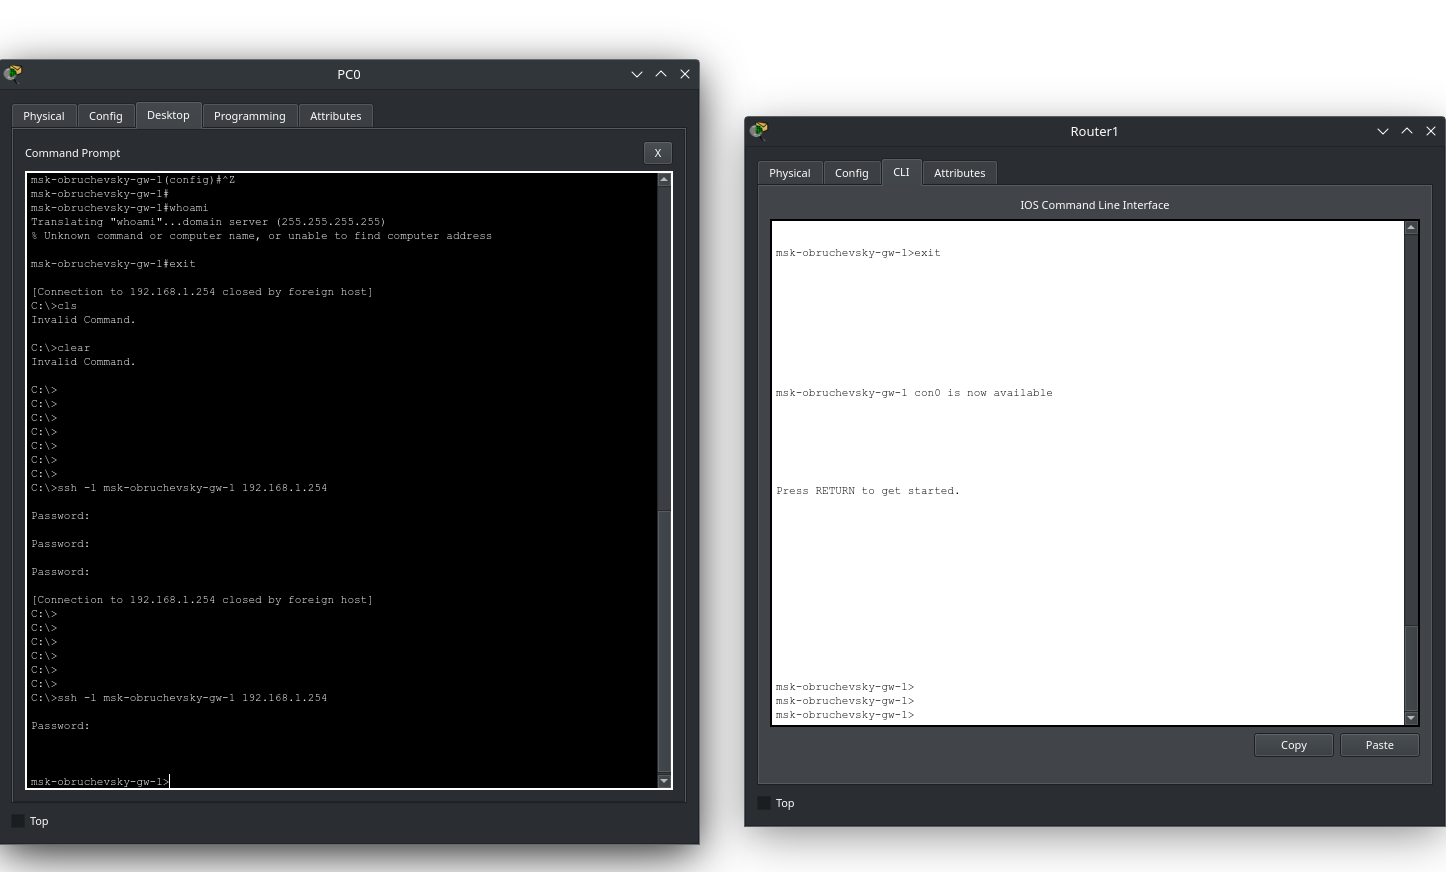 PC0
Physical
Config
Desktop
Programming
Attributes
Command Prompt
X
msk-obruchevsky-gw-1(config)#^Z
msk-obruchevsky-gw-1#
msk-obruchevsky-gw-1#whoami
Translating "whoami"...domain server (255.255.255.255)
% Unknown command or computer name, or unable to find computer address
msk-obruchevsky-gw-1#exit
[Connection to 192.168.1.254 closed by foreign host]
C:\>cls
Invalid Command.
C:\>clear
Invalid Command.
C:\>
C:\>
C:\>
C:\>
C:\>
C:\>
C:\>
C:\>ssh -l msk-obruchevsky-gw-1 192.168.1.254
Password:
Password:
Password:
[Connection to 192.168.1.254 closed by foreign host]
C:\>
C:\>
C:\>
C:\>
C:\>
C:\>
C:\>ssh -l msk-obruchevsky-gw-1 192.168.1.254
Password:
msk-obruchevsky-gw-1>
Top
Router1
Physical
Config
CLI
Attributes
IOS Command Line Interface
msk-obruchevsky-gw-1>exit
msk-obruchevsky-gw-1 con0 is now available
Press RETURN to get started.
msk-obruchevsky-gw-1>
msk-obruchevsky-gw-1>
msk-obruchevsky-gw-1>
Copy
Paste
Top